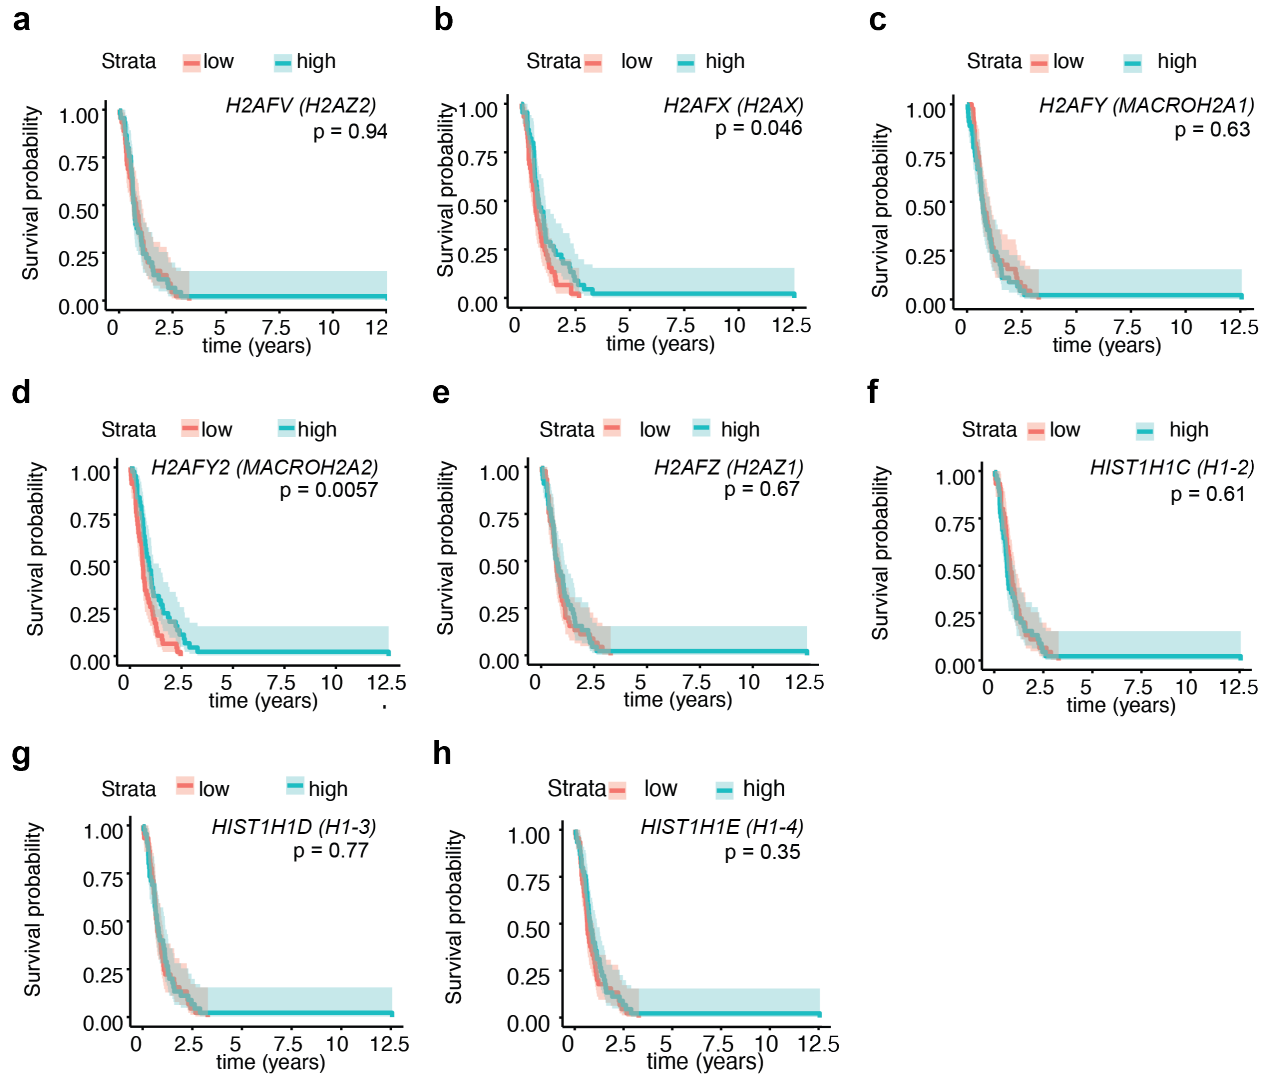 a
Strata low high
H2AFV (H2AZ2)
p = 0.94
Survival probability
1.00
0.75
0.50
0.25
0.00
0 2.5 5 7.5 10 12
time (years)
b
Strata low high
H2AFX (H2AX)
p = 0.046
Survival probability
1.00
0.75
0.50
0.25
0.00
0 2.5 5 7.5 10 12.5
time (years)
c
Strata low high
H2AFY (MACROH2A1)
p = 0.63
Survival probability
1.00
0.75
0.50
0.25
0.00
0 2.5 5 7.5 10 12.5
time (years)
d
Strata low high
H2AFY2 (MACROH2A2)
p = 0.0057
Survival probability
1.00
0.75
0.50
0.25
0.00
0 2.5 5 7.5 10 12.5
time (years)
e
Strata low high
H2AFZ (H2AZ1)
p = 0.67
Survival probability
1.00
0.75
0.50
0.25
0.00
0 2.5 5 7.5 10 12.5
time (years)
f
Strata low high
HIST1H1C (H1-2)
p = 0.61
Survival probability
1.00
0.75
0.50
0.25
0.00
0 2.5 5 7.5 10 12.5
time (years)
g
Strata low high
HIST1H1D (H1-3)
p = 0.77
Survival probability
1.00
0.75
0.50
0.25
0.00
0 2.5 5 7.5 10 12.5
time (years)
h
Strata low high
HIST1H1E (H1-4)
p = 0.35
Survival probability
1.00
0.75
0.50
0.25
0.00
0 2.5 5 7.5 10 12.5
time (years)